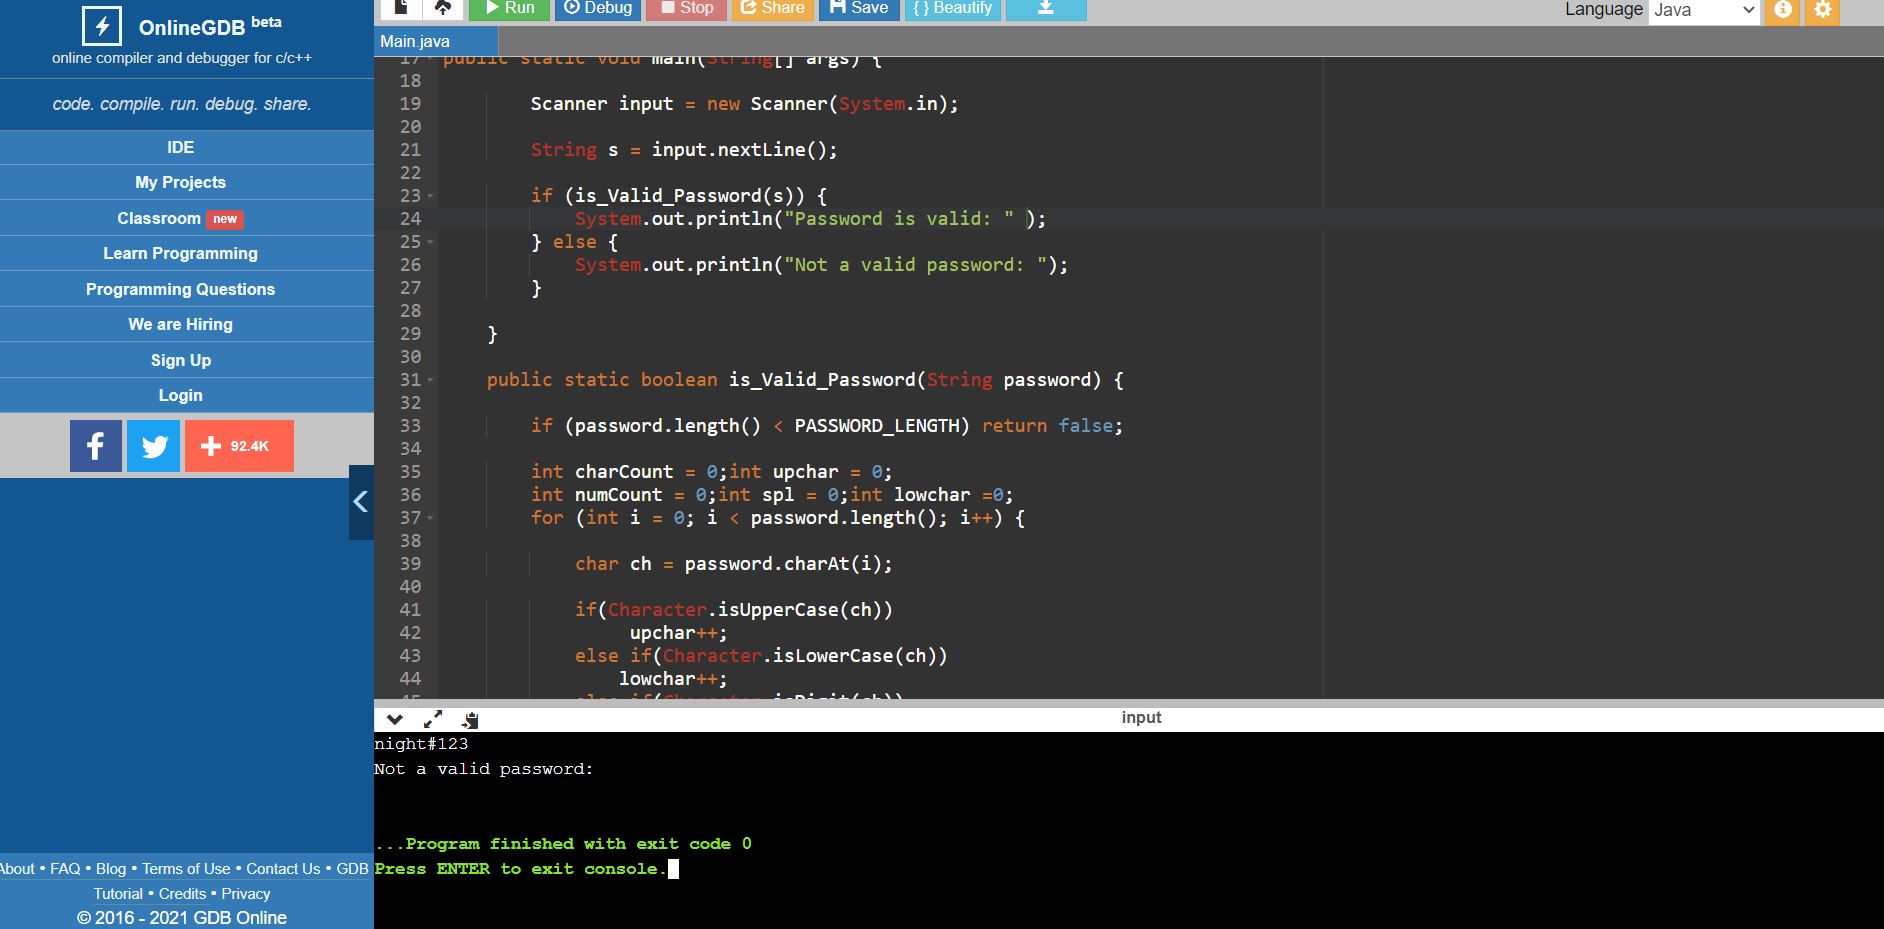 OnlineGDB beta
online compiler and debugger for c/c++
code. compile. run. debug. share.
IDE
My Projects
Classroom new
Learn Programming
Programming Questions
We are Hiring
Sign Up
Login
92.4K
About • FAQ • Blog • Terms of Use • Contact Us • GDB
Tutorial • Credits • Privacy
© 2016 - 2021 GDB Online
Run Debug Stop Share Save { } Beautify Language Java
Main.java
17 public static void main(String[] args) {
18
19 Scanner input = new Scanner(System.in);
20
21 String s = input.nextLine();
22
23 if (is_Valid_Password(s)) {
24 System.out.println("Password is valid: " );
25 } else {
26 System.out.println("Not a valid password: ");
27 }
28
29 }
30
31 public static boolean is_Valid_Password(String password) {
32
33 if (password.length() < PASSWORD_LENGTH) return false;
34
35 int charCount = 0;int upchar = 0;
36 int numCount = 0;int spl = 0;int lowchar =0;
37 for (int i = 0; i < password.length(); i++) {
38
39 char ch = password.charAt(i);
40
41 if(Character.isUpperCase(ch))
42 upchar++;
43 else if(Character.isLowerCase(ch))
44 lowchar++;
45 else if(Character.isDigit(ch))
input
night#123
Not a valid password:
...Program finished with exit code 0
Press ENTER to exit console.